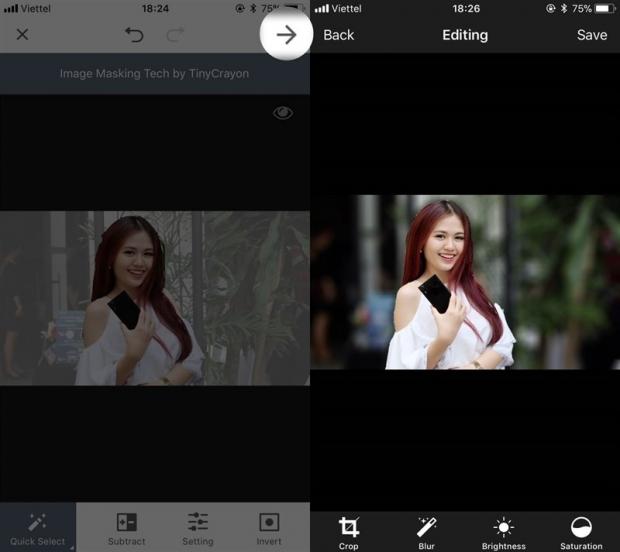 Viettel 18:24 75%
Image Masking Tech by TinyCrayon
Quick Select Subtract Setting Invert
Viettel 18:26 75%
Back Editing Save
Crop Blur Brightness Saturation